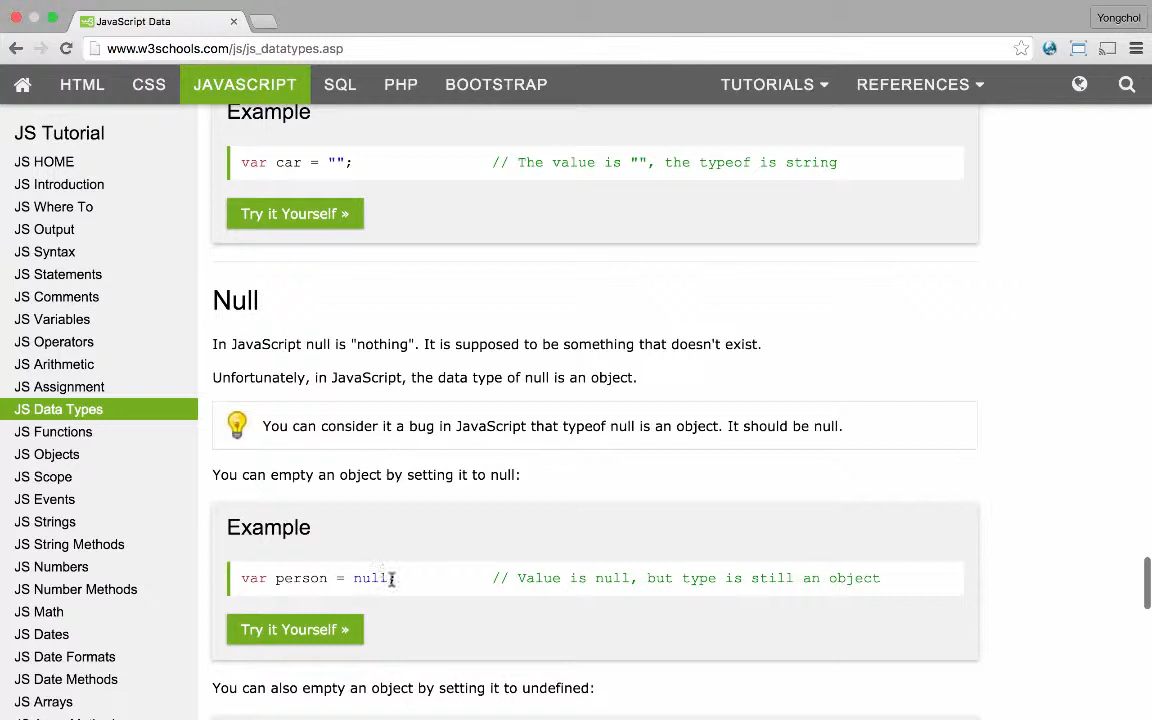 JavaScript Data
Yongchol
www.w3schools.com/js/js_datatypes.asp
HTML CSS JAVASCRIPT SQL PHP BOOTSTRAP TUTORIALS REFERENCES
JS Tutorial
JS HOME
JS Introduction
JS Where To
JS Output
JS Syntax
JS Statements
JS Comments
JS Variables
JS Operators
JS Arithmetic
JS Assignment
JS Data Types
JS Functions
JS Objects
JS Scope
JS Events
JS Strings
JS String Methods
JS Numbers
JS Number Methods
JS Math
JS Dates
JS Date Formats
JS Date Methods
JS Arrays
Example
var car = ""; // The value is "", the typeof is string
Try it Yourself »
Null
In JavaScript null is "nothing". It is supposed to be something that doesn't exist.
Unfortunately, in JavaScript, the data type of null is an object.
You can consider it a bug in JavaScript that typeof null is an object. It should be null.
You can empty an object by setting it to null:
Example
var person = null; // Value is null, but type is still an object
Try it Yourself »
You can also empty an object by setting it to undefined: